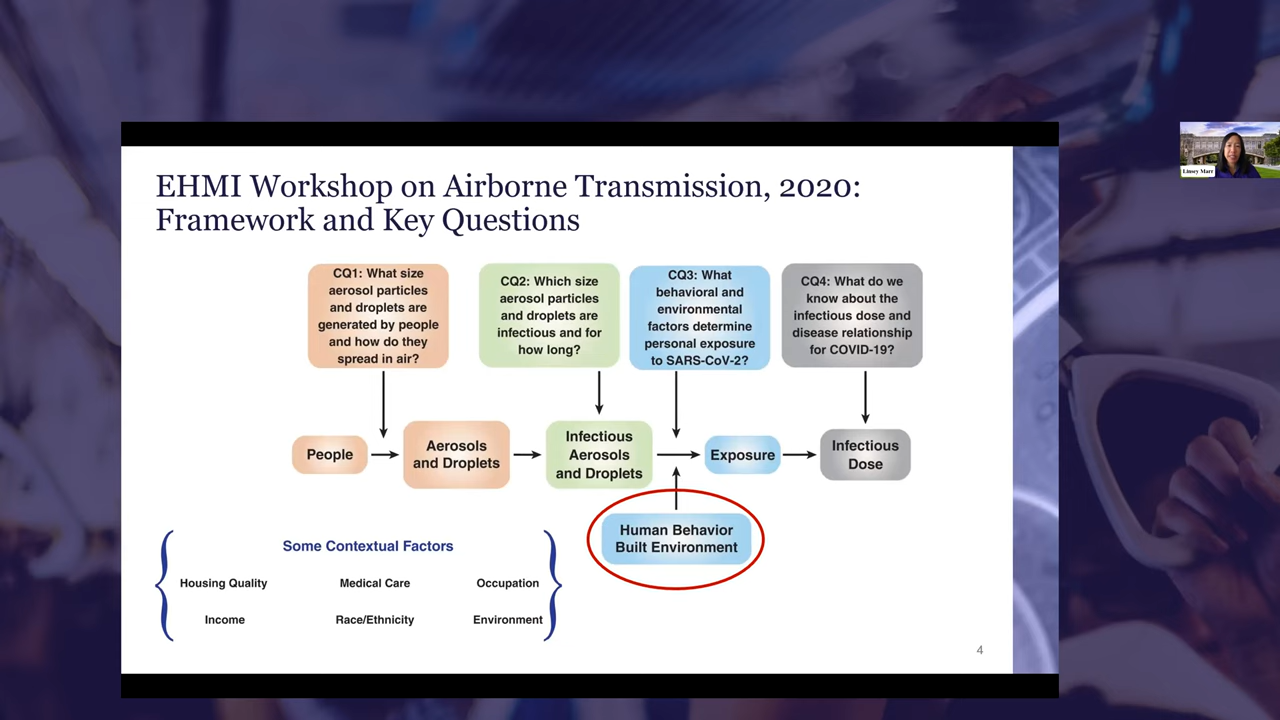 EHMI Workshop on Airborne Transmission, 2020:
Framework and Key Questions
CQ1: What size
aerosol particles
and droplets are
generated by people
and how do they
spread in air?
CQ2: Which size
aerosol particles
and droplets are
infectious and for
how long?
CQ3: What
behavioral and
environmental
factors determine
personal exposure
to SARS-CoV-2?
CQ4: What do we
know about the
infectious dose and
disease relationship
for COVID-19?
People
Aerosols
and Droplets
Infectious
Aerosols
and Droplets
Exposure
Infectious
Dose
Human Behavior
Built Environment
Some Contextual Factors
Housing Quality Medical Care Occupation
Income Race/Ethnicity Environment
4
Linsey Marr